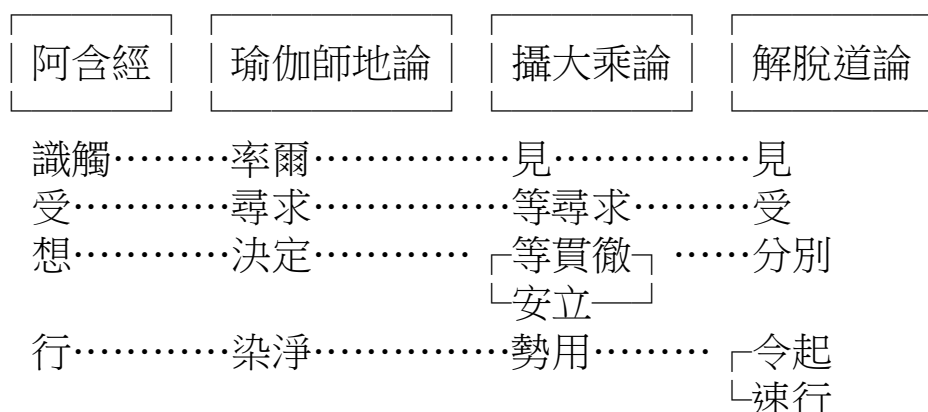 阿含經 瑜伽師地論 攝大乘論 解脫道論
識觸………率爾……………見……………見
受…………尋求……………等尋求………受
想…………決定…………┌等貫徹┐……分別
└安立─┘
行…………染淨……………勢用………┌令起
└速行